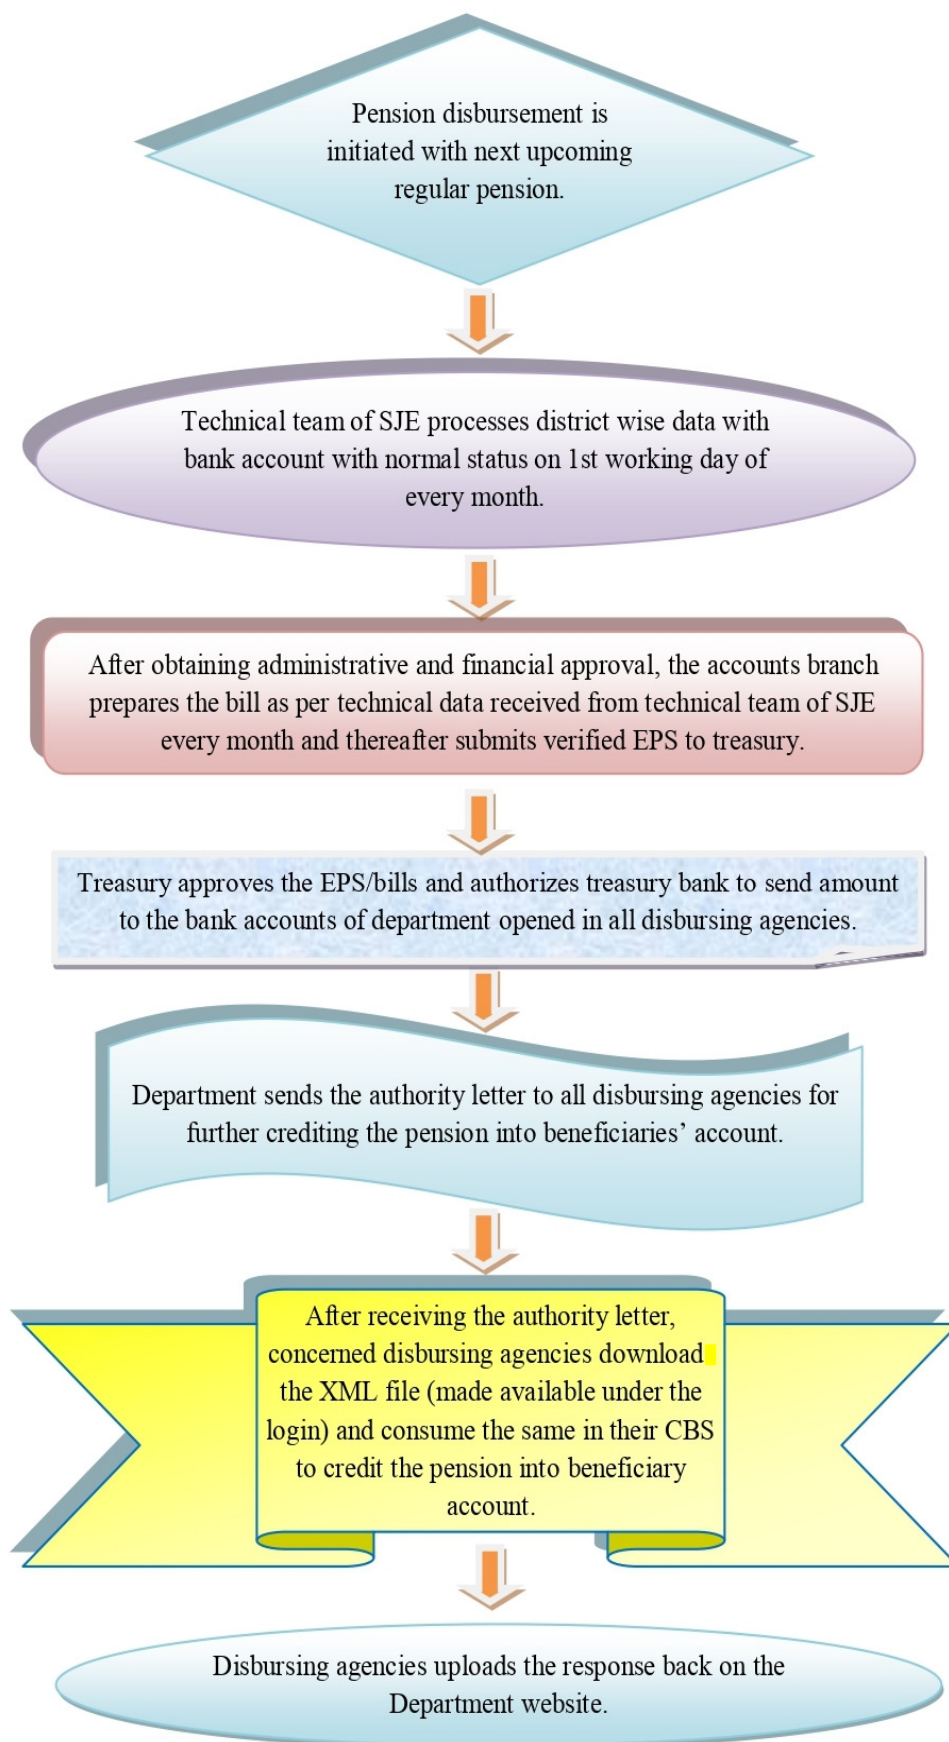 Pension disbursement is
initiated with next upcoming
regular pension.
Technical team of SJE processes district wise data with
bank account with normal status on 1st working day of
every month.
After obtaining administrative and financial approval, the accounts branch
prepares the bill as per technical data received from technical team of SJE
every month and thereafter submits verified EPS to treasury.
Treasury approves the EPS/bills and authorizes treasury bank to send amount
to the bank accounts of department opened in all disbursing agencies.
Department sends the authority letter to all disbursing agencies for
further crediting the pension into beneficiaries’ account.
After receiving the authority letter,
concerned disbursing agencies download
the XML file (made available under the
login) and consume the same in their CBS
to credit the pension into beneficiary
account.
Disbursing agencies uploads the response back on the
Department website.